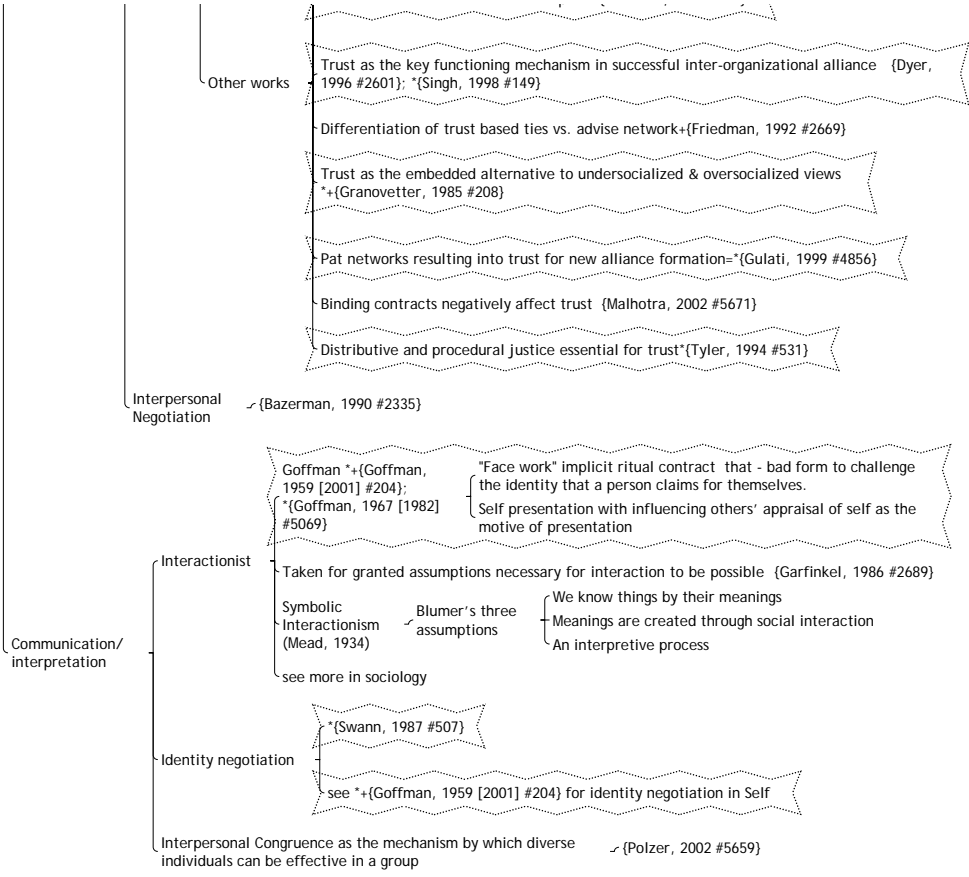 Other works
Trust as the key functioning mechanism in successful inter-organizational alliance {Dyer,
1996 #2601}; *{Singh, 1998 #149}
Differentiation of trust based ties vs. advise network+{Friedman, 1992 #2669}
Trust as the embedded alternative to undersocialized & oversocialized views
*+{Granovetter, 1985 #208}
Pat networks resulting into trust for new alliance formation=*{Gulati, 1999 #4856}
Binding contracts negatively affect trust {Malhotra, 2002 #5671}
Distributive and procedural justice essential for trust*{Tyler, 1994 #531}
Interpersonal
Negotiation
{Bazerman, 1990 #2335}
Communication/
interpretation
Interactionist
Goffman *+{Goffman,
1959 [2001] #204};
*{Goffman, 1967 [1982]
#5069}
"Face work" implicit ritual contract that - bad form to challenge
the identity that a person claims for themselves.
Self presentation with influencing others' appraisal of self as the
motive of presentation
Taken for granted assumptions necessary for interaction to be possible {Garfinkel, 1986 #2689}
Symbolic
Interactionism
(Mead, 1934)
Blumer's three
assumptions
We know things by their meanings
Meanings are created through social interaction
An interpretive process
see more in sociology
Identity negotiation
*{Swann, 1987 #507}
see *+{Goffman, 1959 [2001] #204} for identity negotiation in Self
Interpersonal Congruence as the mechanism by which diverse
individuals can be effective in a group
{Polzer, 2002 #5659}